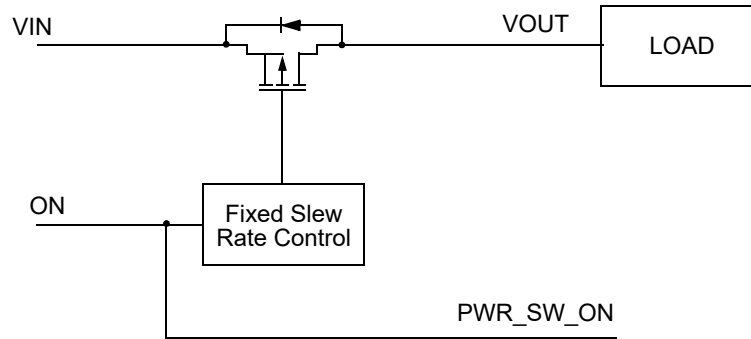 VIN
VOUT
LOAD
ON
Fixed Slew
Rate Control
PWR_SW_ON